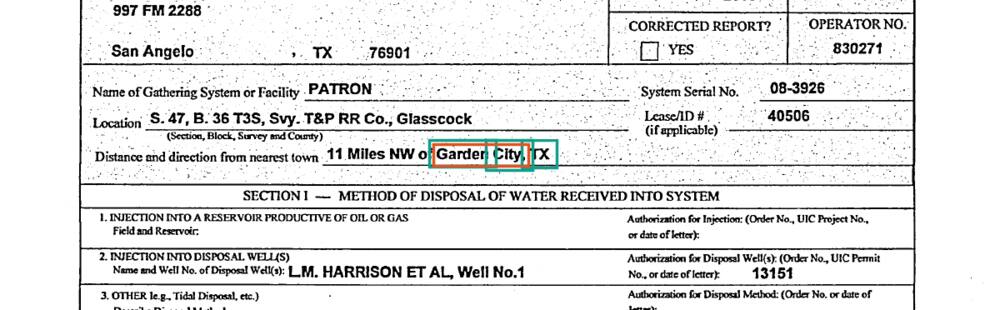 997 FM 2288
San Angelo , TX 76901
CORRECTED REPORT?
YES
OPERATOR NO.
830271
Name of Gathering System or Facility PATRON
System Serial No. 08-3926
Location S. 47, B. 36 T3S, Svy. T&P RR Co., Glasscock
(Section, Block, Survey and County)
Lease/ID # 40506
(if applicable)
Distance and direction from nearest town 11 Miles NW of Garden City, TX
SECTION I — METHOD OF DISPOSAL OF WATER RECEIVED INTO SYSTEM
1. INJECTION INTO A RESERVOIR PRODUCTIVE OF OIL OR GAS
Field and Reservoir:
Authorization for Injection: (Order No., UIC Project No.,
or date of letter):
2. INJECTION INTO DISPOSAL WELL(S)
Name and Well No. of Disposal Well(s): L.M. HARRISON ET AL, Well No.1
Authorization for Disposal Well(s): (Order No., UIC Permit
No., or date of letter): 13151
3. OTHER le.g., Tidal Disposal, etc.)
Authorization for Disposal Method: (Order No. or date of